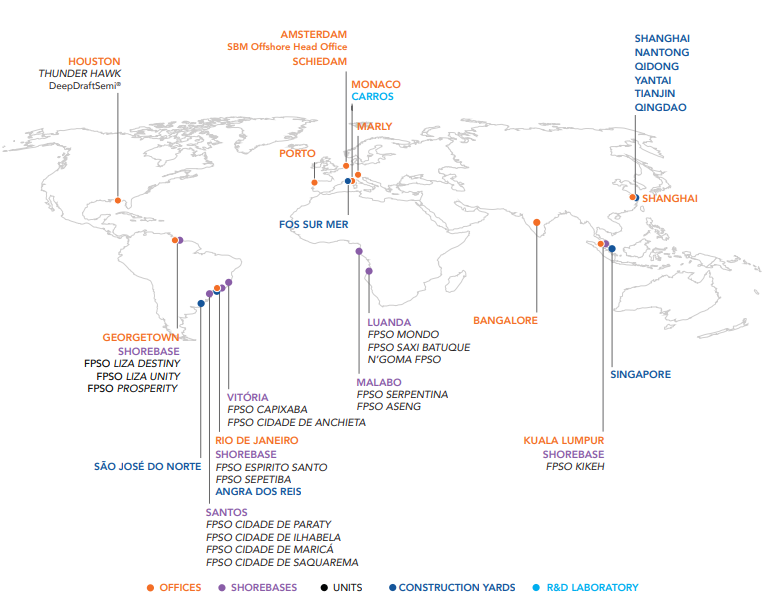 AMSTERDAM
SBM Offshore Head Office
SCHIEDAM
SHANGHAI
NANTONG
QIDONG
YANTAI
TIANJIN
QINGDAO
HOUSTON
THUNDER HAWK
DeepDraftSemi®
MONACO
CARROS
MARLY
PORTO
SHANGHAI
FOS SUR MER
BANGALORE
LUANDA
FPSO MONDO
FPSO SAXI BATUQUE
N'GOMA FPSO
GEORGETOWN
SHOREBASE
FPSO LIZA DESTINY
FPSO LIZA UNITY
FPSO PROSPERITY
MALABO
FPSO SERPENTINA
FPSO ASENG
SINGAPORE
VITÓRIA
FPSO CAPIXABA
FPSO CIDADE DE ANCHIETA
RIO DE JANEIRO
SHOREBASE
FPSO ESPIRITO SANTO
FPSO SEPETIBA
ANGRA DOS REIS
KUALA LUMPUR
SHOREBASE
FPSO KIKEH
SÃO JOSÉ DO NORTE
SANTOS
FPSO CIDADE DE PARATY
FPSO CIDADE DE ILHABELA
FPSO CIDADE DE MARICÁ
FPSO CIDADE DE SAQUAREMA
OFFICES SHOREBASES UNITS CONSTRUCTION YARDS R&D LABORATORY